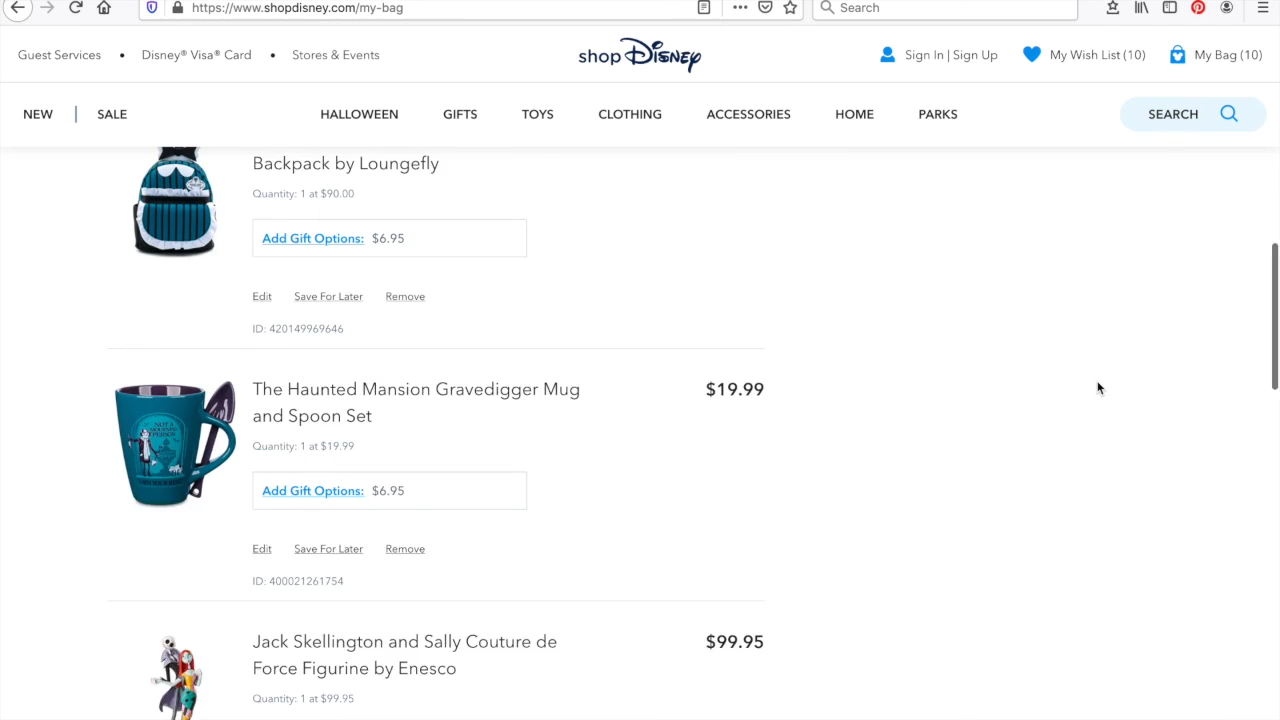 https://www.shopdisney.com/my-bag
Search
Guest Services • Disney® Visa® Card • Stores & Events
shop Disney
Sign In | Sign Up
My Wish List (10)
My Bag (10)
NEW | SALE
HALLOWEEN GIFTS TOYS CLOTHING ACCESSORIES HOME PARKS
SEARCH
Backpack by Loungefly
Quantity: 1 at $90.00
Add Gift Options: $6.95
Edit Save For Later Remove
ID: 420149969646
The Haunted Mansion Gravedigger Mug $19.99
and Spoon Set
Quantity: 1 at $19.99
NOT A
MOURNING
PERSON
Add Gift Options: $6.95
Edit Save For Later Remove
ID: 400021261754
Jack Skellington and Sally Couture de $99.95
Force Figurine by Enesco
Quantity: 1 at $99.95